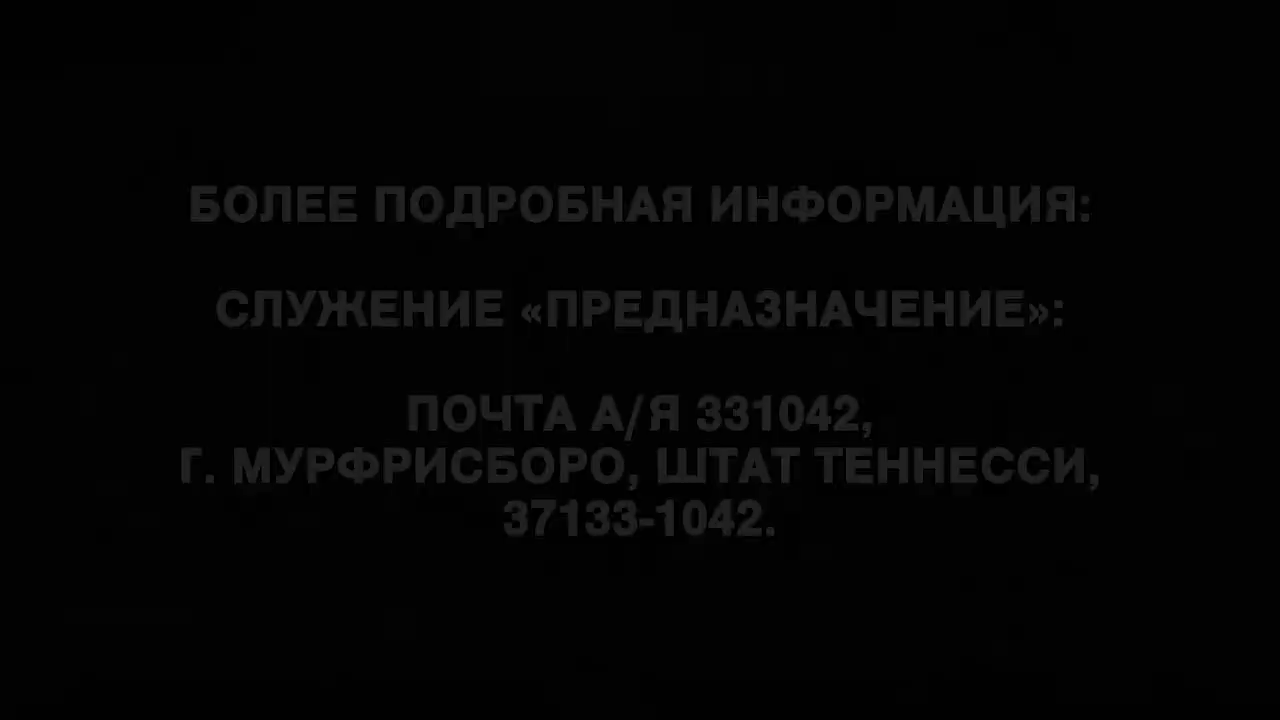 БОЛЕЕ ПОДРОБНАЯ ИНФОРМАЦИЯ:
СЛУЖЕНИЕ «ПРЕДНАЗНАЧЕНИЕ»:
ПОЧТА А/Я 331042,
Г. МУРФРИСБОРО, ШТАТ ТЕННЕССИ,
37133-1042.